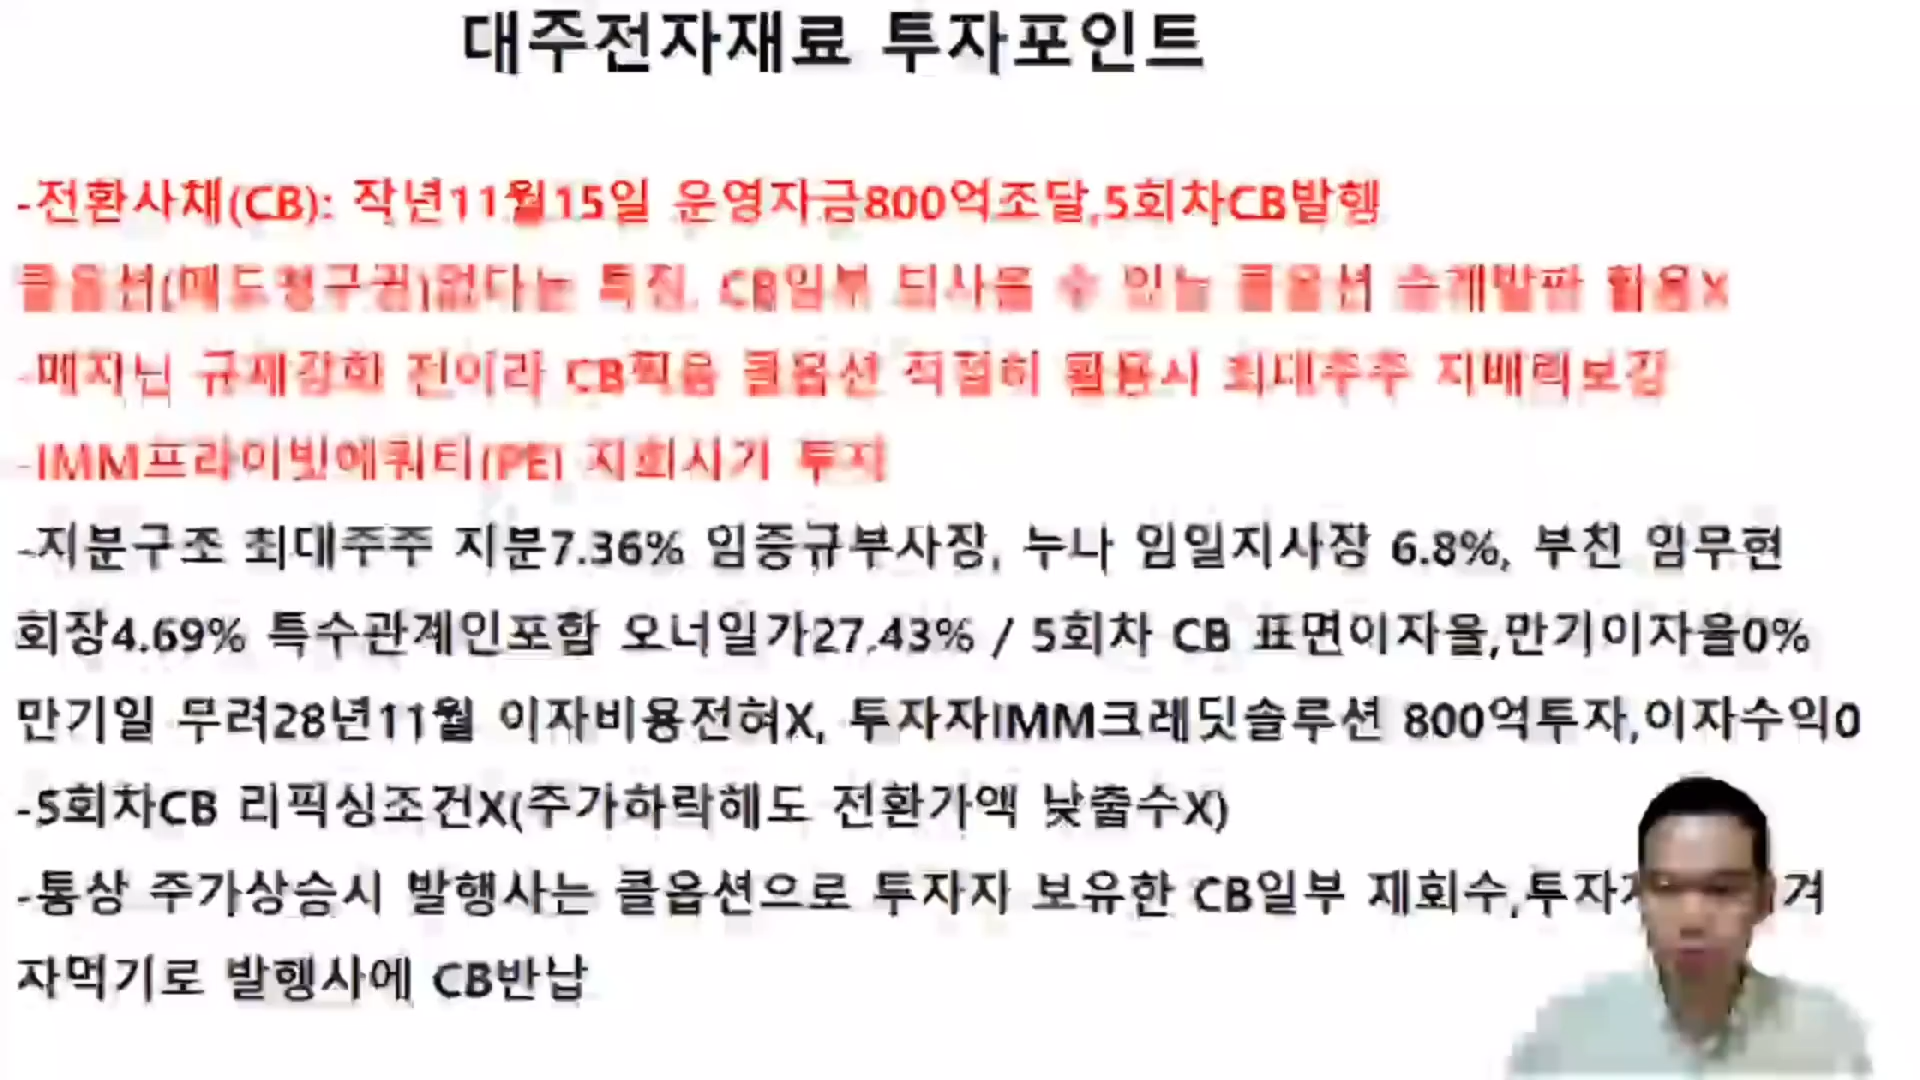 대주전자재료 투자포인트
-전환사채(CB): 작년11월15일 운영자금800억조달,5회차CB발행
콜옵션(매도청구권)없다는 특징. CB일부 되사올 수 있는 콜옵션 승계발판 활용X
-메자닌 규제강화 전이라 CB찍음 콜옵션 적절히 활용시 최대주주 지배력보강
-IMM프라이빗에쿼티(PE) 지회시기 투자
-지분구조 최대주주 지분7.36% 임중규부사장, 누나 임일지사장 6.8%, 부친 임무현
회장4.69% 특수관계인포함 오너일가27.43% / 5회차 CB 표면이자율,만기이자율0%
만기일 무려28년11월 이자비용전혀X, 투자자IMM크레딧솔루션 800억투자,이자수익0
-5회차CB 리픽싱조건X(주가하락해도 전환가액 낮출수X)
-통상 주가상승시 발행사는 콜옵션으로 투자자 보유한 CB일부 재회수,투자
자먹기로 발행사에 CB반납